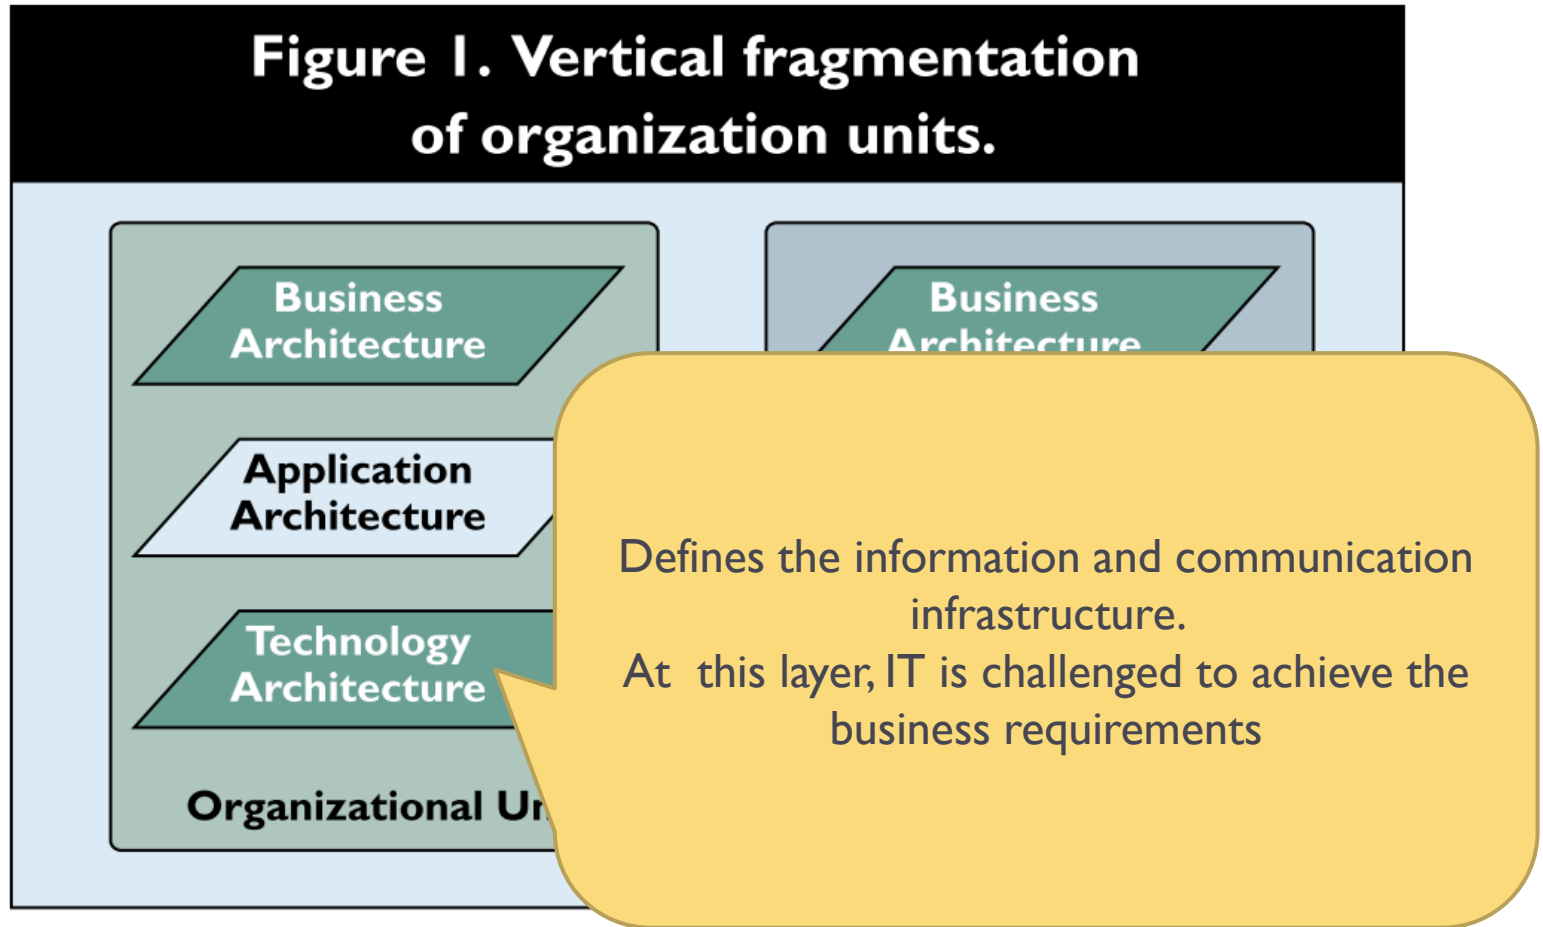 Figure 1. Vertical fragmentation
of organization units.
Business
Architecture
Application
Architecture
Technology
Architecture
Organizational
Business
Architecture
Defines the information and communication
infrastructure.
At  this layer, IT is challenged to achieve the
business requirements